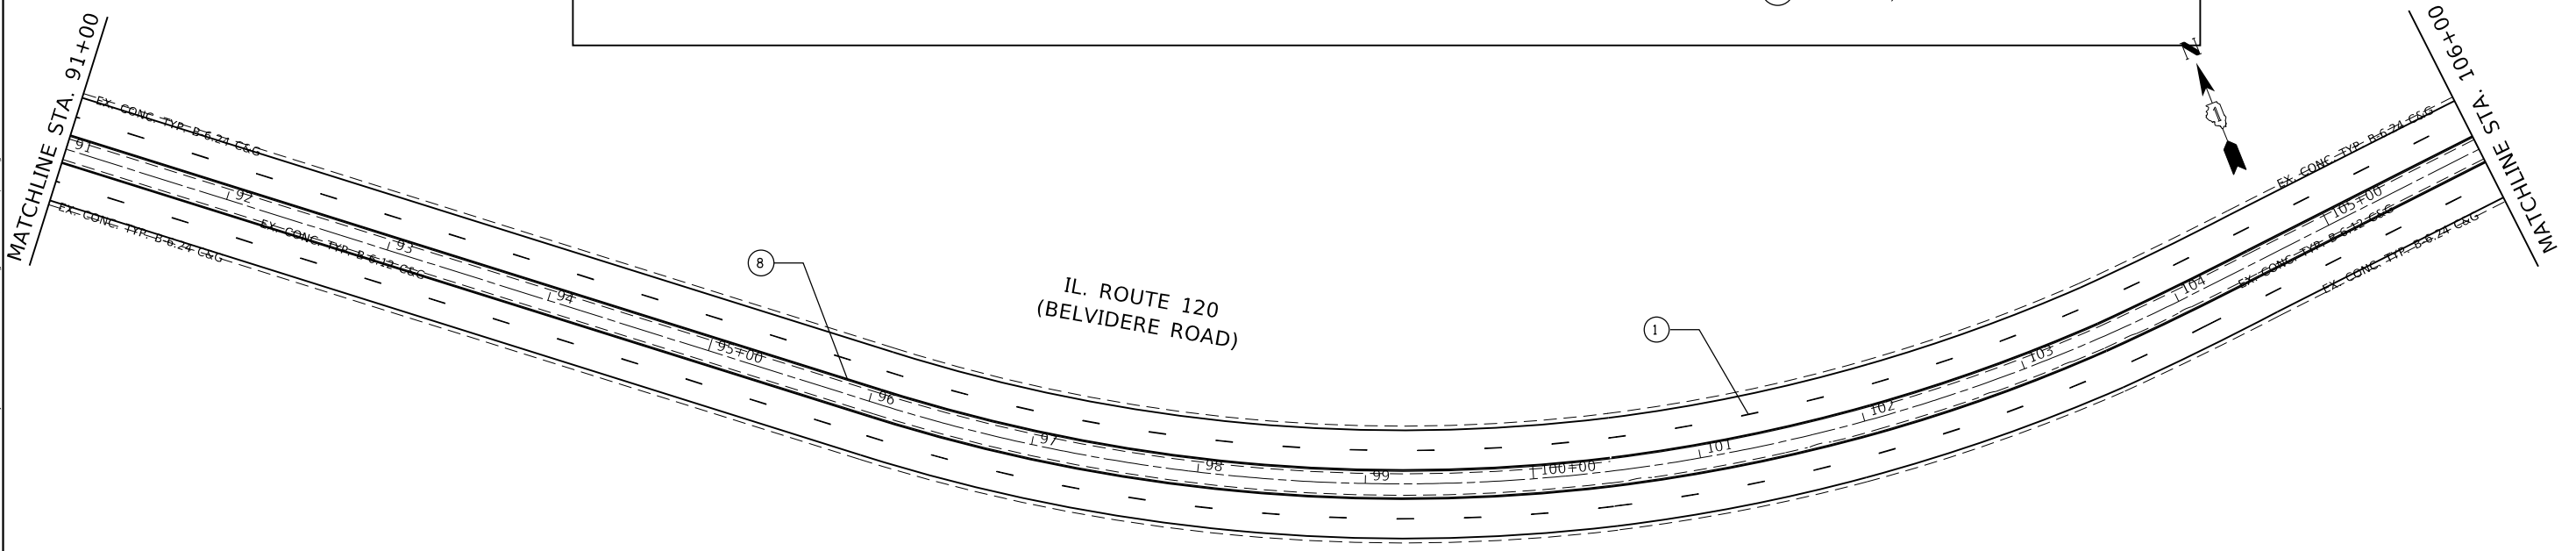 MATCHLINE STA. 91+00
EX. CONC. TYP. B-6.24 C&G
EX. CONC. TYP. B-6.12 C&G
EX. CONC. TYP. B-6.24 C&G
91
92
93
94
95+00
96
97
98
99
100+00
101
102
103
104
105+00
8
IL. ROUTE 120
(BELVIDERE ROAD)
1
N
1
EX. CONC. TYP. B-6.24 C&G
EX. CONC. TYP. B-6.12 C&G
EX. CONC. TYP. B-6.24 C&G
MATCHLINE STA. 106+00